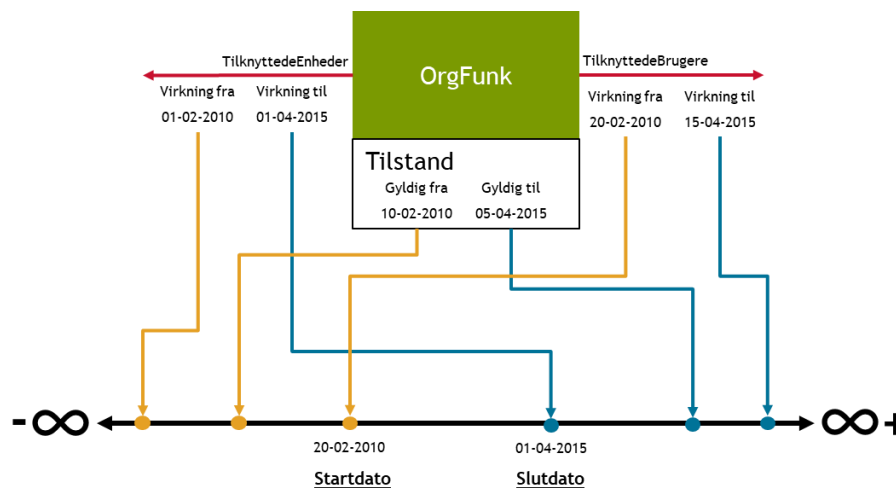 TilknyttedeEnheder
OrgFunk
TilknyttedeBrugere
Virkning fra
Virkning til
01-02-2010
01-04-2015
Virkning fra
Virkning til
20-02-2010
15-04-2015
Tilstand
Gyldig fra
Gyldig til
10-02-2010
05-04-2015
- ∞
∞ +
20-02-2010
01-04-2015
Startdato
Slutdato